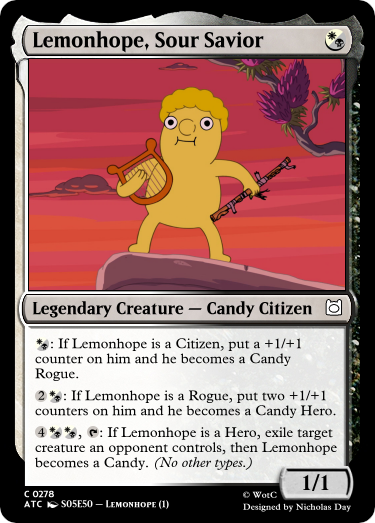 Lemonhope, Sour Savior
Legendary Creature — Candy Citizen
: If Lemonhope is a Citizen, put a +1/+1
counter on him and he becomes a Candy
Rogue.
2 : If Lemonhope is a Rogue, put two +1/+1
counters on him and he becomes a Candy Hero.
4 , : If Lemonhope is a Hero, exile target
creature an opponent controls, then Lemonhope
becomes a Candy. (No other types.)
1/1
C 0278
ATC S05E50 — Lemonhope (1)
© WotC
Designed by Nicholas Day